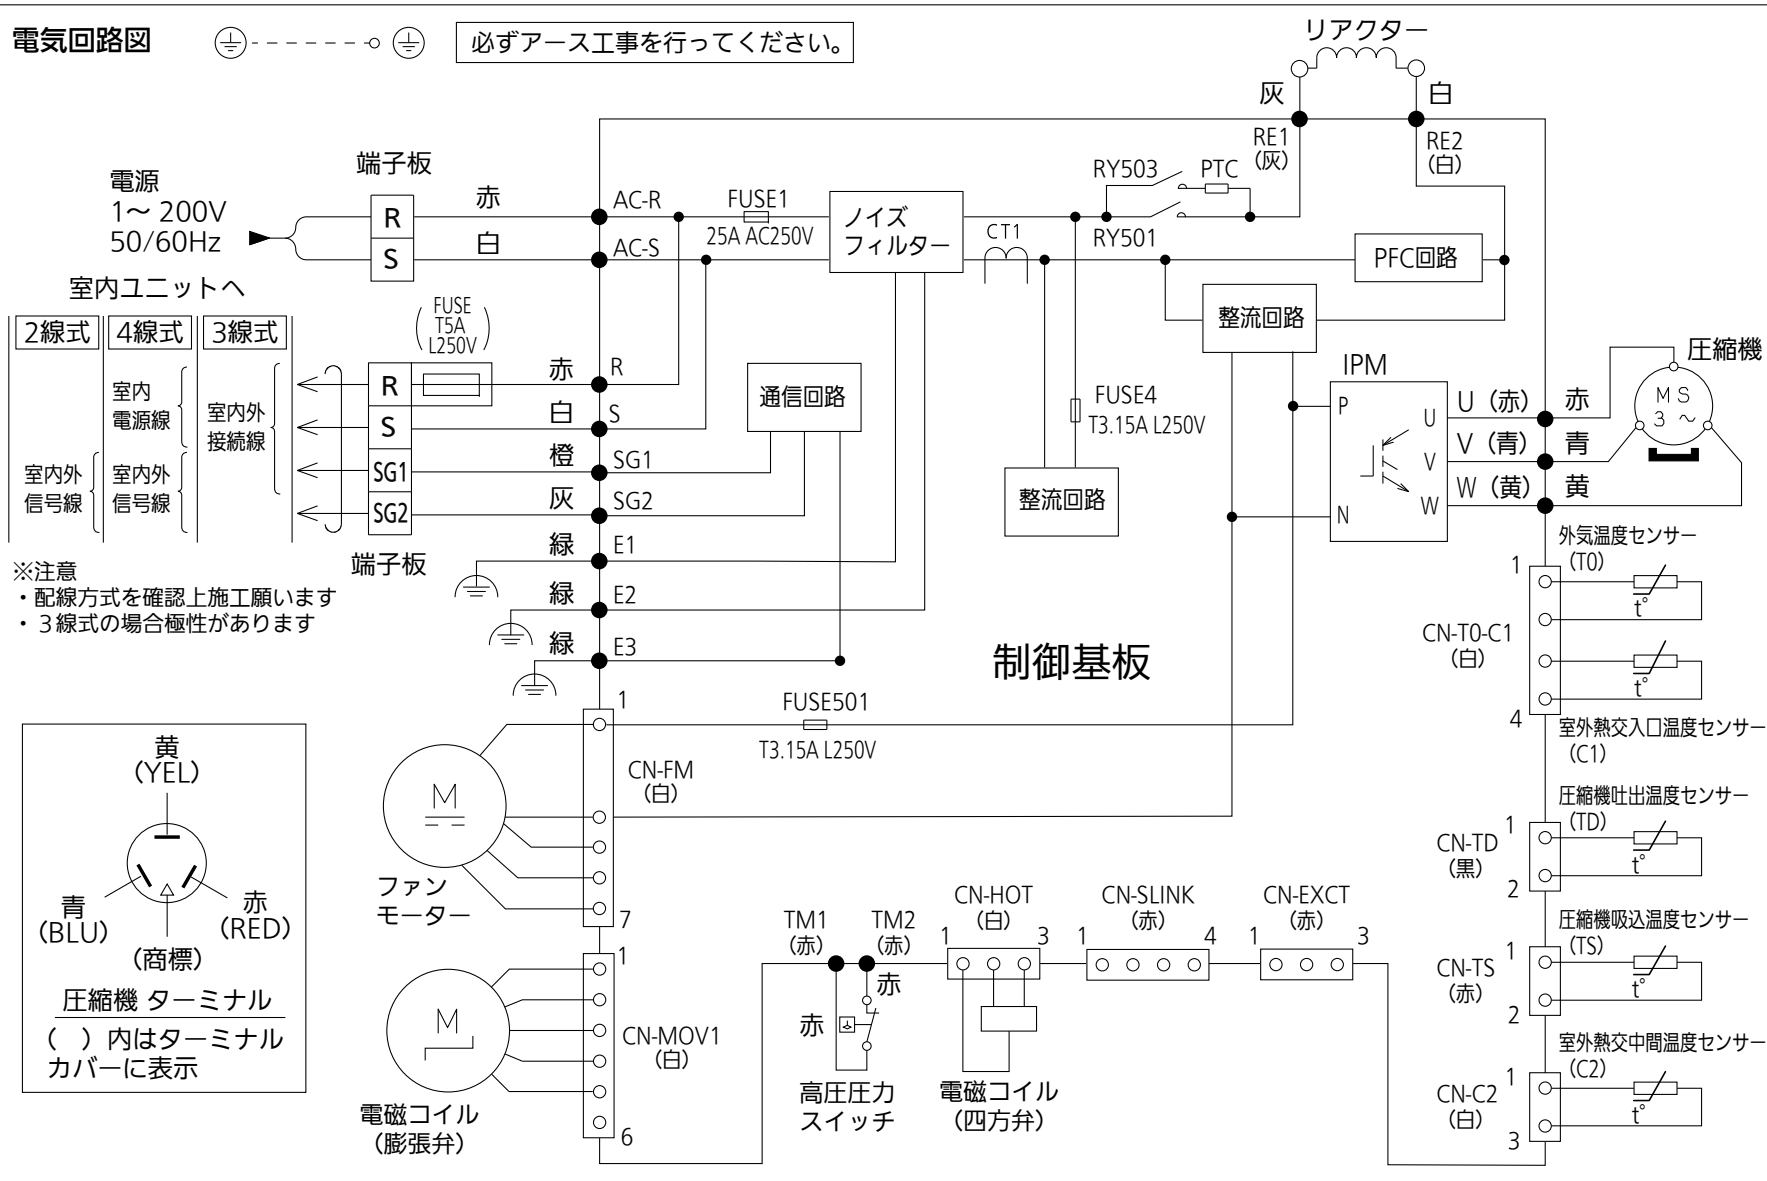 電気回路図
必ずアース工事を行ってください。
リアクター
灰
白
RE1
(灰)
RE2
(白)
端子板
電源
1〜 200V
50/60Hz
R
S
赤
白
AC-R
AC-S
FUSE1
25A AC250V
ノイズ
フィルター
CT1
RY503
PTC
RY501
PFC回路
整流回路
室内ユニットへ
2線式
4線式
3線式
室内
電源線
室内外
接続線
室内外
信号線
室内外
信号線
(FUSE
T5A
L250V)
R
S
SG1
SG2
端子板
赤
白
橙
灰
緑
緑
緑
R
S
SG1
SG2
E1
E2
E3
通信回路
FUSE4
T3.15A L250V
整流回路
IPM
P
N
U
V
W
U(赤)
V(青)
W(黄)
赤
青
黄
圧縮機
MS
3 ~
※注意
・配線方式を確認上施工願います
・３線式の場合極性があります
制御基板
外気温度センサー
(T0)
1
t°
CN-T0-C1
(白)
t°
4
室外熱交入口温度センサー
(C1)
圧縮機吐出温度センサー
(TD)
1
CN-TD
(黒)
t°
2
圧縮機吸込温度センサー
(TS)
1
CN-TS
(赤)
t°
2
室外熱交中間温度センサー
(C2)
1
CN-C2
(白)
t°
3
黄
(YEL)
青
(BLU)
赤
(RED)
(商標)
圧縮機 ターミナル
( )内はターミナル
カバーに表示
1
FUSE501
T3.15A L250V
CN-FM
(白)
M
ファン
モーター
7
1
M
CN-MOV1
(白)
電磁コイル
(膨張弁)
6
TM1
(赤)
TM2
(赤)
赤
赤
高圧圧力
スイッチ
CN-HOT
(白)
1
3
電磁コイル
(四方弁)
CN-SLINK
(赤)
1
4
CN-EXCT
(赤)
1
3